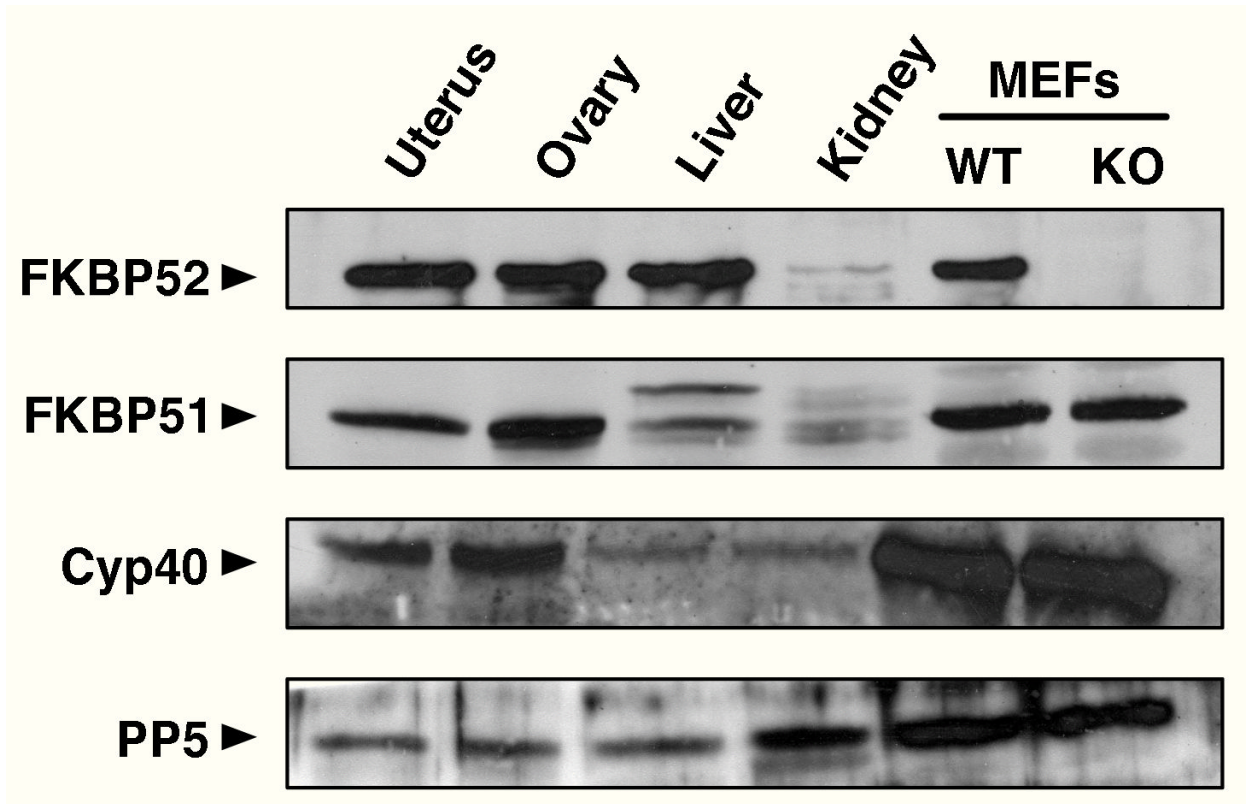 Uterus
Ovary
Liver
Kidney
MEFs
WT KO
FKBP52
FKBP51
Cyp40
PP5